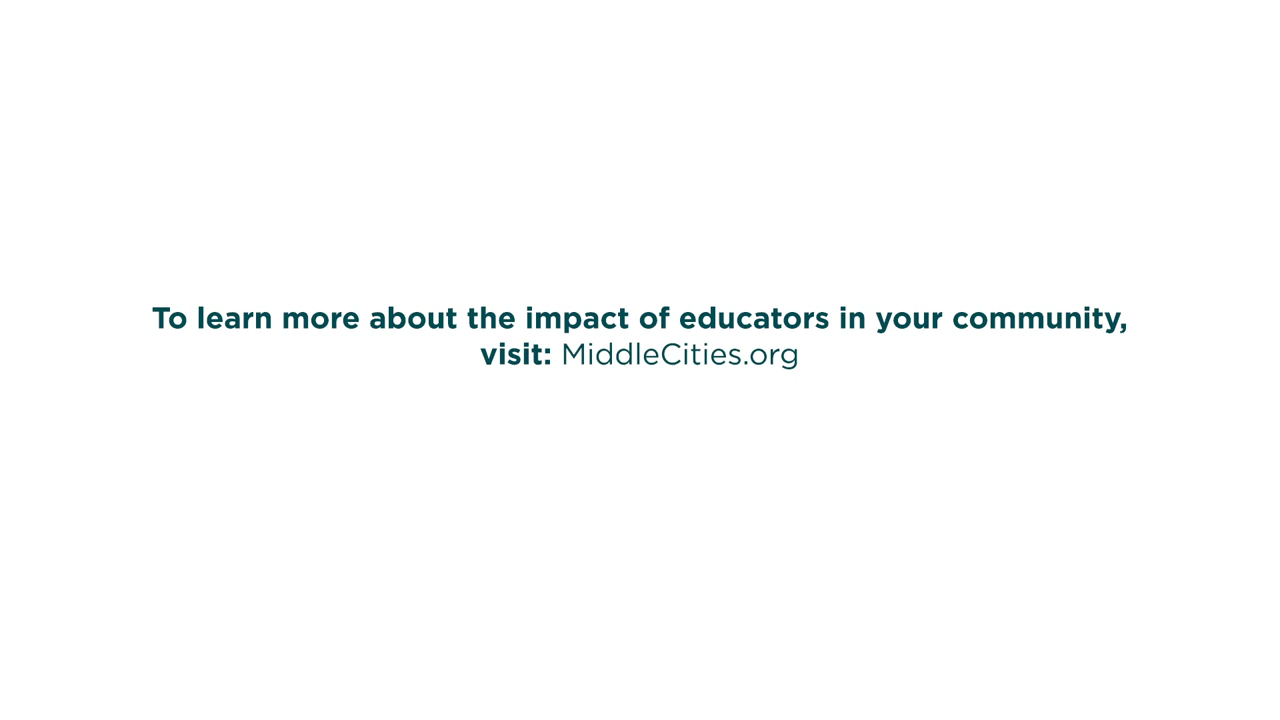 To learn more about the impact of educators in your community,
visit: MiddleCities.org